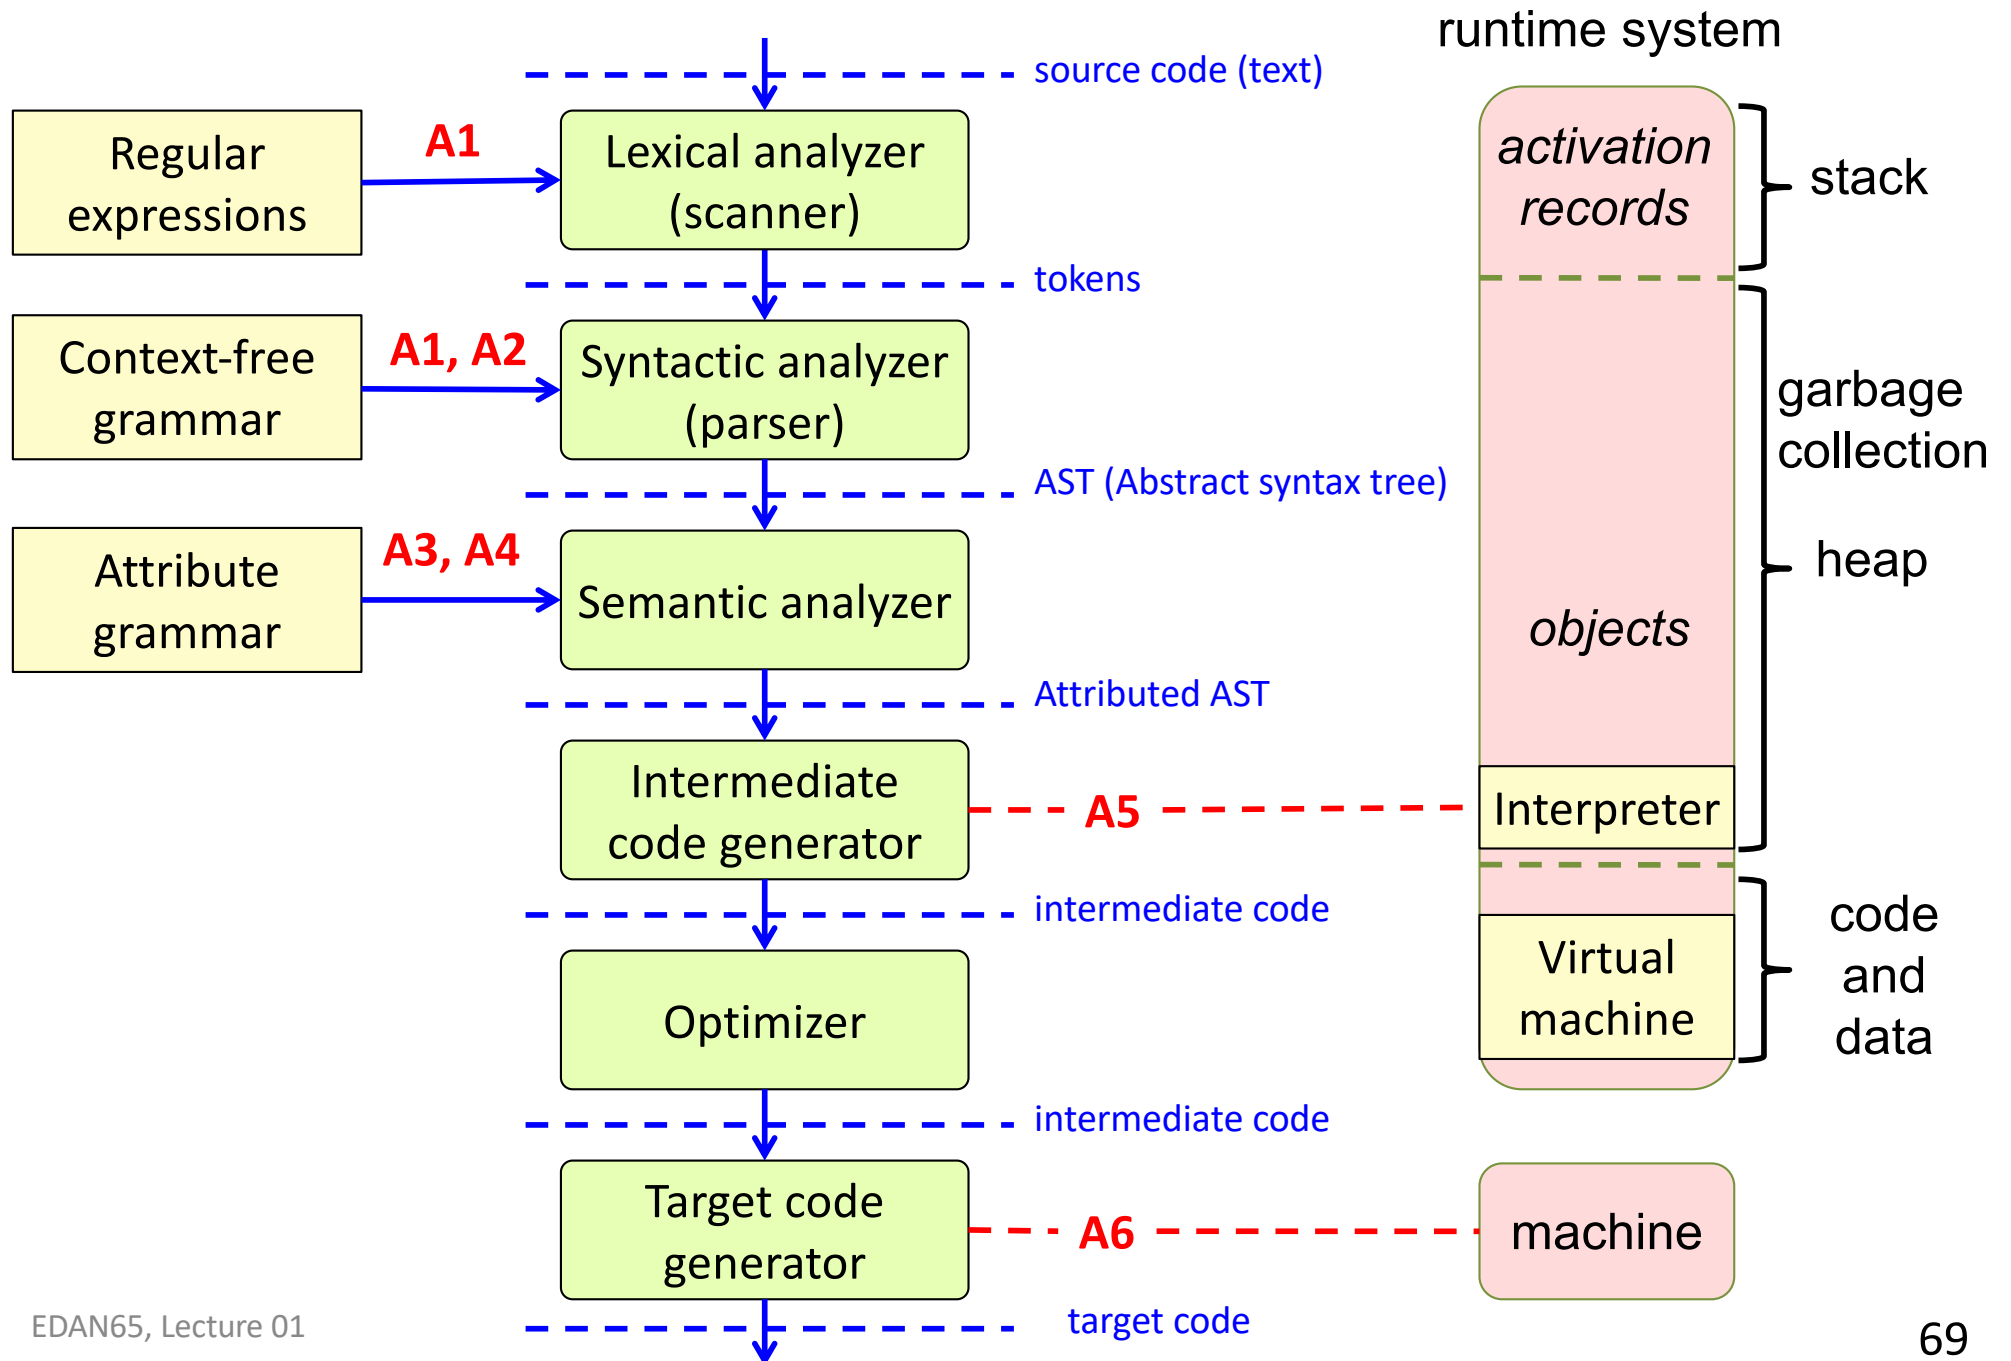 runtime system
source code (text)
Regular
expressions
A1
Lexical analyzer
(scanner)
activation
records
stack
tokens
Context-free
grammar
A1, A2
Syntactic analyzer
(parser)
garbage
collection
AST (Abstract syntax tree)
Attribute
grammar
A3, A4
Semantic analyzer
objects
heap
Attributed AST
Intermediate
code generator
A5
Interpreter
intermediate code
Optimizer
Virtual
machine
code
and
data
intermediate code
Target code
generator
A6
machine
target code
EDAN65, Lecture 01
69